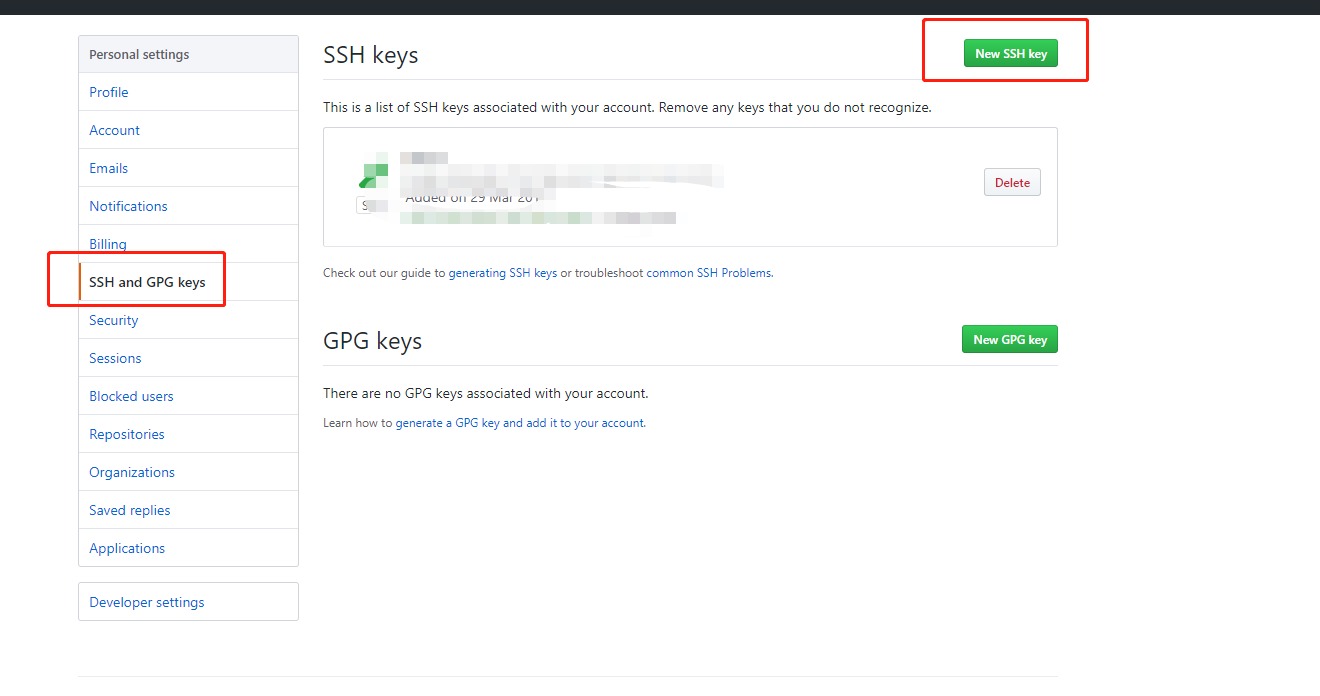 Personal settings
Profile
Account
Emails
Notifications
Billing
SSH and GPG keys
Security
Sessions
Blocked users
Repositories
Organizations
Saved replies
Applications
Developer settings
SSH keys
New SSH key
This is a list of SSH keys associated with your account. Remove any keys that you do not recognize.
Added on 29 Mar
Delete
Check out our guide to generating SSH keys or troubleshoot common SSH Problems.
GPG keys
New GPG key
There are no GPG keys associated with your account.
Learn how to generate a GPG key and add it to your account.